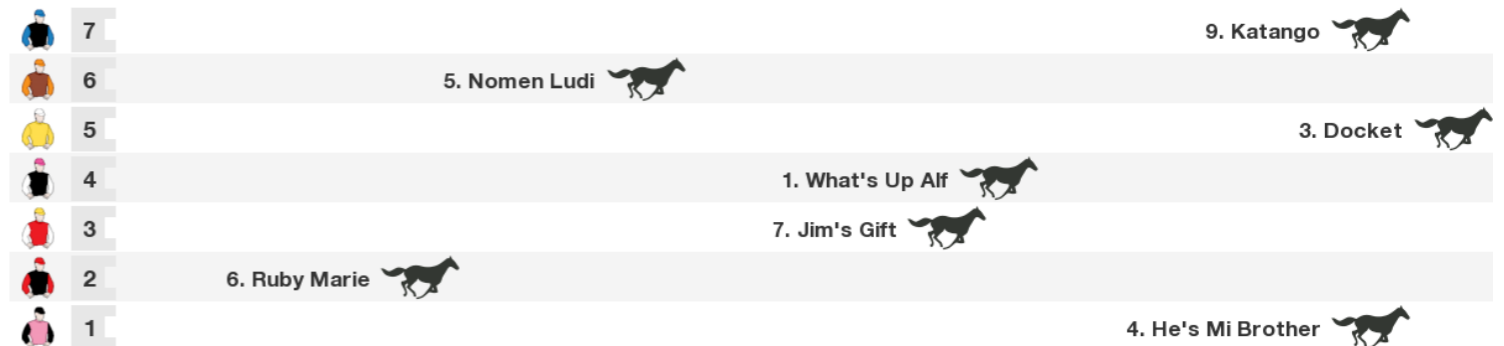 7 9. Katango
6 5. Nomen Ludi
5 3. Docket
4 1. What's Up Alf
3 7. Jim's Gift
2 6. Ruby Marie
1 4. He's Mi Brother